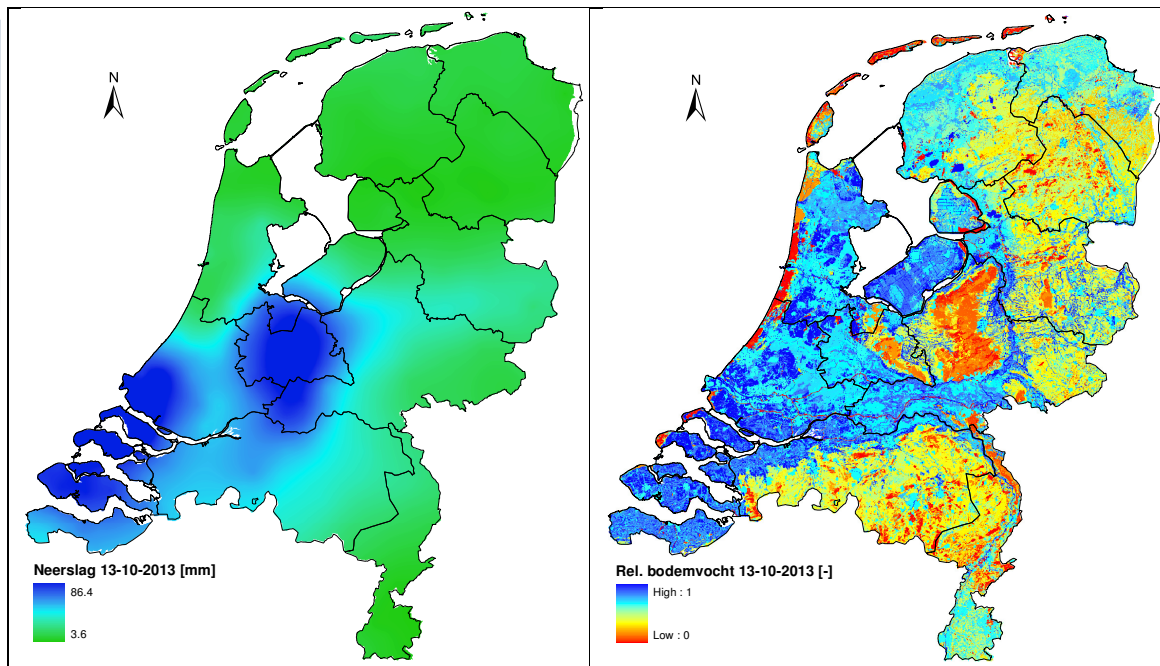 N
Neerslag 13-10-2013 [mm]
86.4
3.6
N
Rel. bodemvocht 13-10-2013 [-]
High : 1
Low : 0